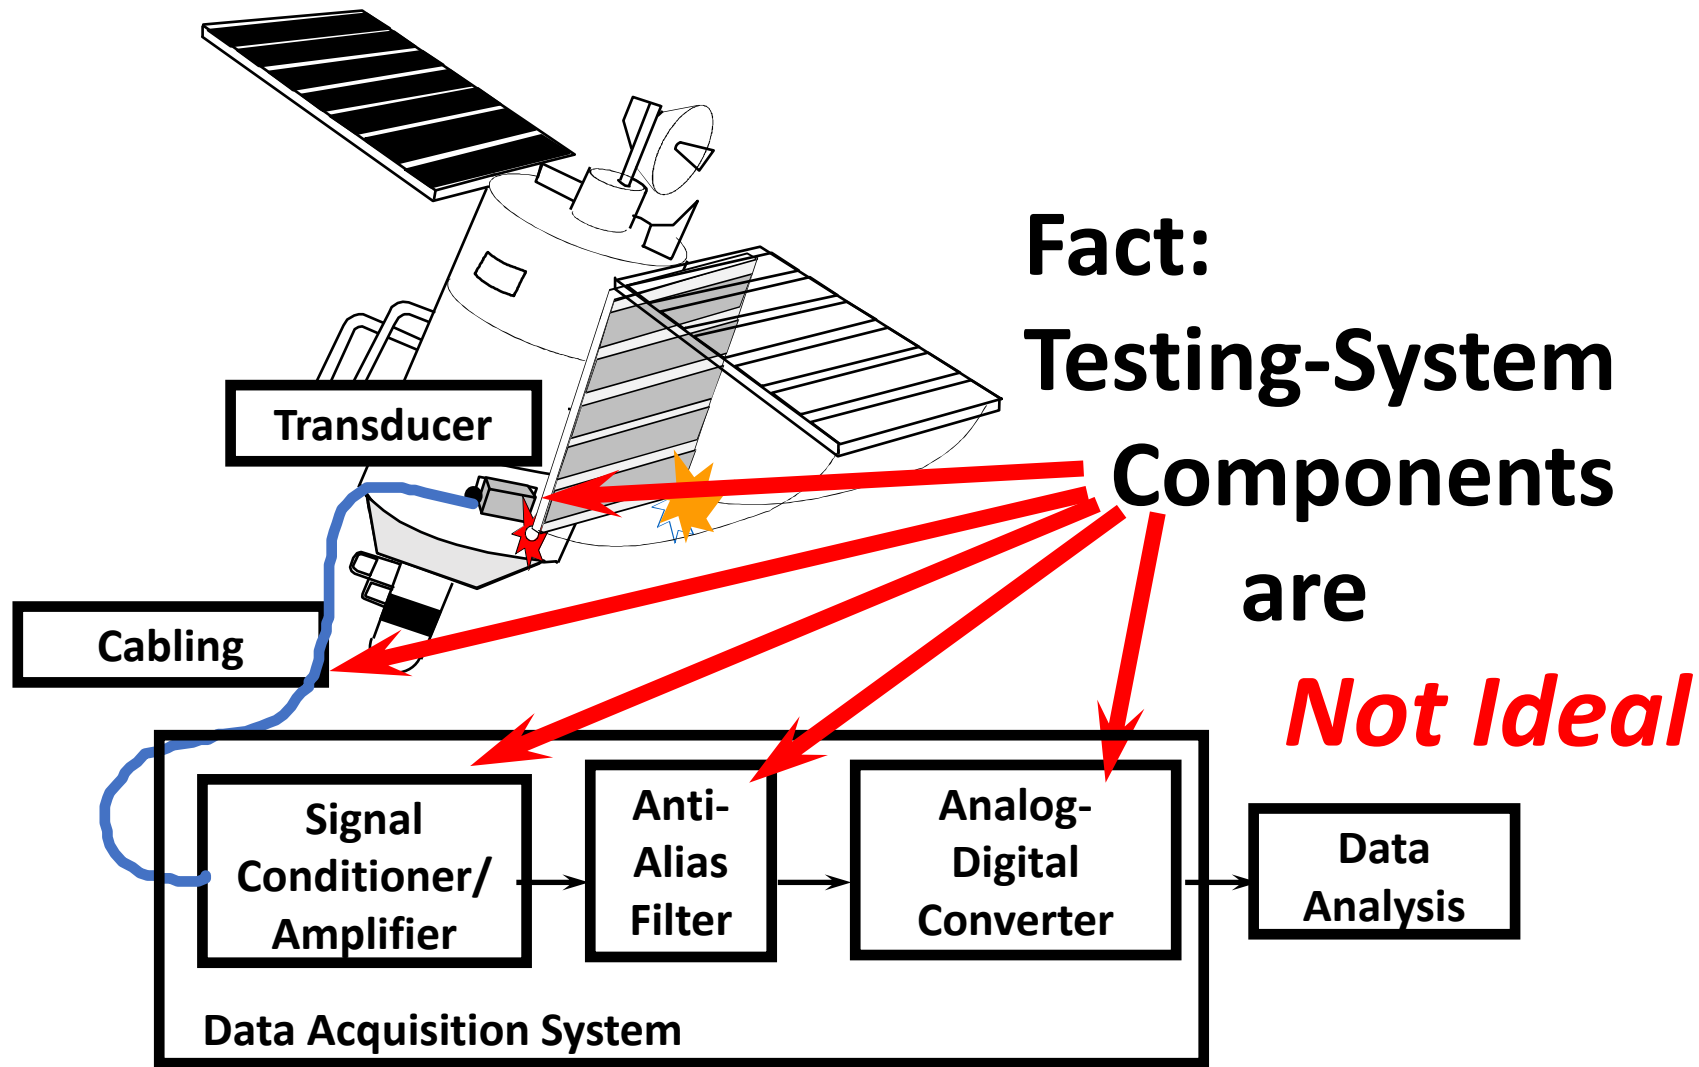 Fact:
Testing-System
Components
are
Not Ideal
Transducer
Cabling
Signal
Conditioner/
Amplifier
Anti-
Alias
Filter
Analog-
Digital
Converter
Data
Analysis
Data Acquisition System